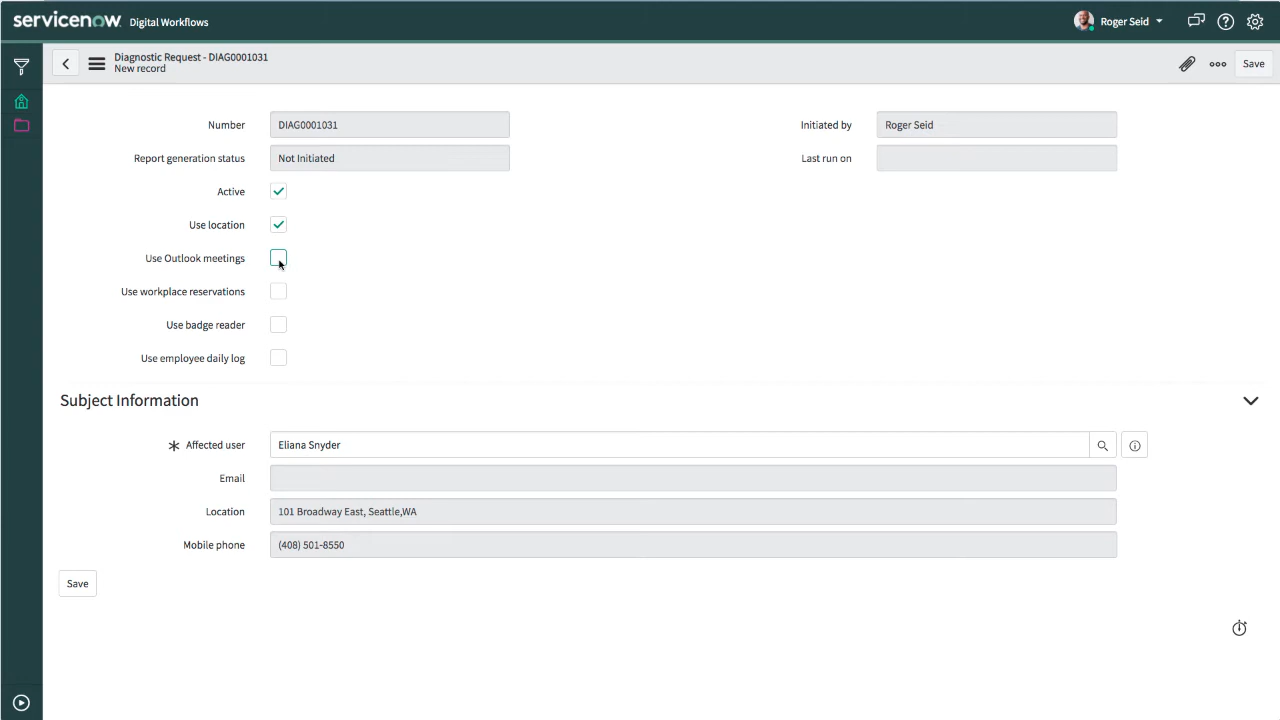 servicenow Digital Workflows
Roger Seid
Diagnostic Request - DIAG0001031
New record
Save
Number
DIAG0001031
Initiated by
Roger Seid
Report generation status
Not Initiated
Last run on
Active
Use location
Use Outlook meetings
Use workplace reservations
Use badge reader
Use employee daily log
Subject Information
Affected user
Eliana Snyder
Email
Location
101 Broadway East, Seattle,WA
Mobile phone
(408) 501-8550
Save